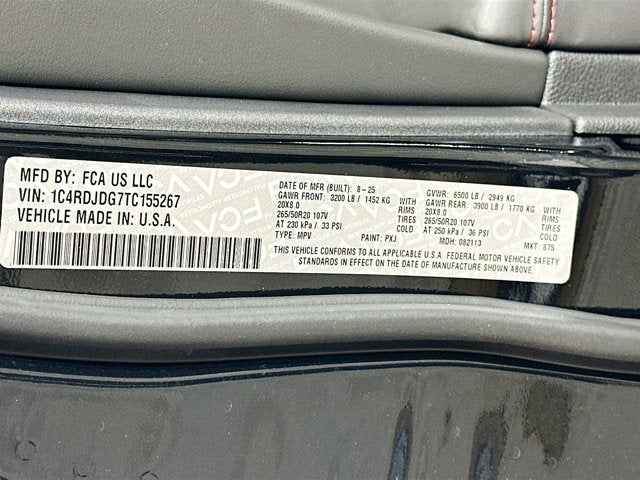 MFD BY: FCA US LLC
VIN: 1C4RDJDG7TC155267
VEHICLE MADE IN: U.S.A.
DATE OF MFR (BUILT): 8-25 GVWR: 6500 LB / 2949 KG
GAWR FRONT: 3200 LB / 1452 KG WITH GAWR REAR: 3900 LB / 1770 KG WITH
20X8.0 RIMS 20X8.0 RIMS
265/50R20 107V TIRES 265/50R20 107V TIRES
AT 230 kPa / 33 PSI COLD AT 250 kPa / 36 PSI COLD
TYPE: MPV PAINT: PXJ MDH: 082113 MKT: 875
THIS VEHICLE CONFORMS TO ALL APPLICABLE U.S.A. FEDERAL MOTOR VEHICLE SAFETY
STANDARDS IN EFFECT ON THE DATE OF MANUFACTURE SHOWN ABOVE.